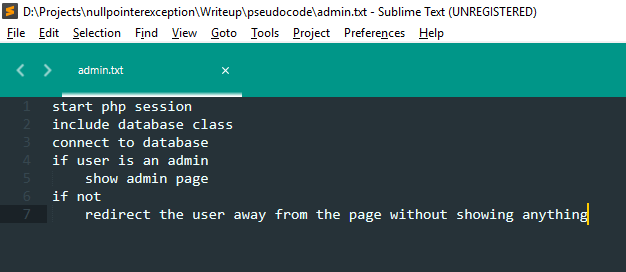 D:\Projects\nullpointerexception\Writeup\pseudocode\admin.txt - Sublime Text (UNREGISTERED)
File Edit Selection Find View Goto Tools Project Preferences Help
admin.txt
1 start php session
2 include database class
3 connect to database
4 if user is an admin
5 show admin page
6 if not
7 redirect the user away from the page without showing anything